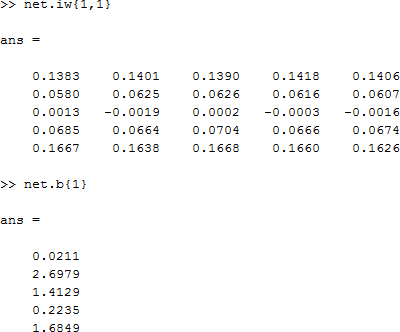 >> net.iw{1,1}
ans =
0.1383 0.1401 0.1390 0.1418 0.1406
0.0580 0.0625 0.0626 0.0616 0.0607
0.0013 -0.0019 0.0002 -0.0003 -0.0016
0.0685 0.0664 0.0704 0.0666 0.0674
0.1667 0.1638 0.1668 0.1660 0.1626
>> net.b{1}
ans =
0.0211
2.6979
1.4129
0.2235
1.6849